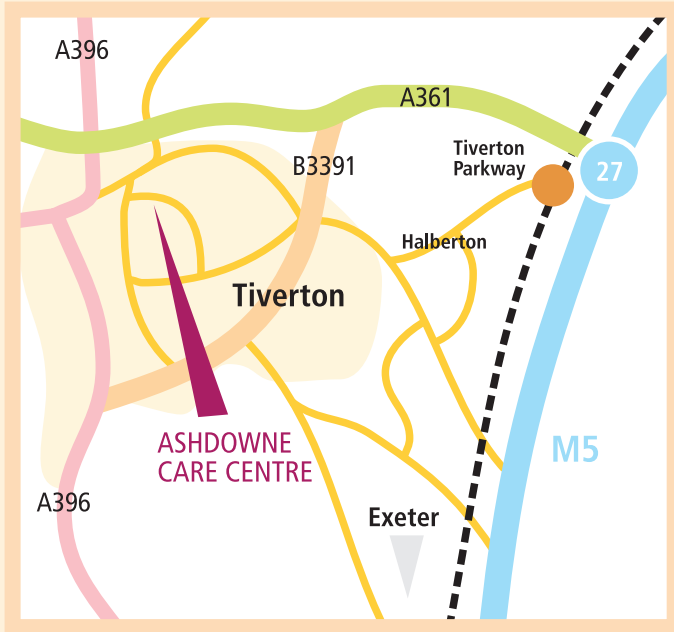 A396
A361
Tiverton
Parkway
27
B3391
Halberton
Tiverton
ASHDOWNE
CARE CENTRE
M5
A396
Exeter